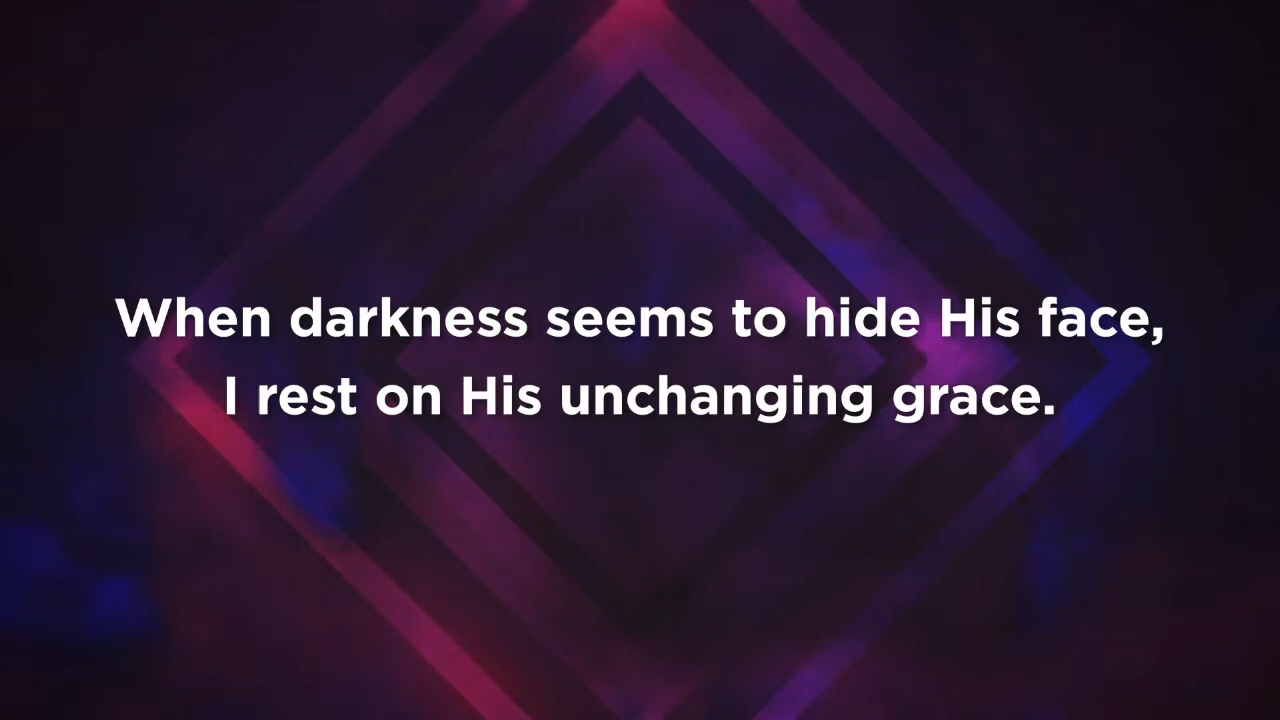 When darkness seems to hide His face,
I rest on His unchanging grace.